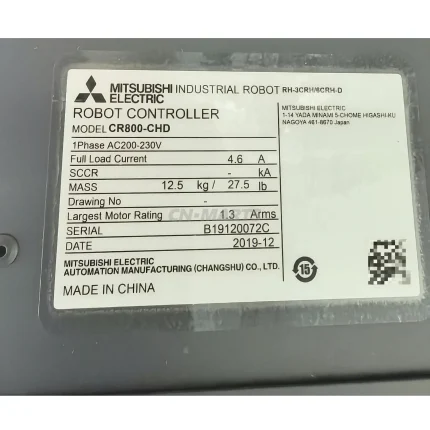 MITSUBISHI ELECTRIC INDUSTRIAL ROBOT RH-3CRH/6CRH-D
ROBOT CONTROLLER
MODEL CR800-CHD
MITSUBISHI ELECTRIC
1-14 YADA MINAMI 5-CHOME HIGASHI-KU
NAGOYA 461-8670 Japan
1Phase AC200-230V
Full Load Current 4.6 A
SCCR - kA
MASS 12.5 kg / 27.5 lb
Drawing No -
Largest Motor Rating 1.3 Arms
SERIAL B19120072C
DATE 2019-12
MITSUBISHI ELECTRIC
AUTOMATION MANUFACTURING (CHANGSHU) CO., LTD.
MADE IN CHINA
15